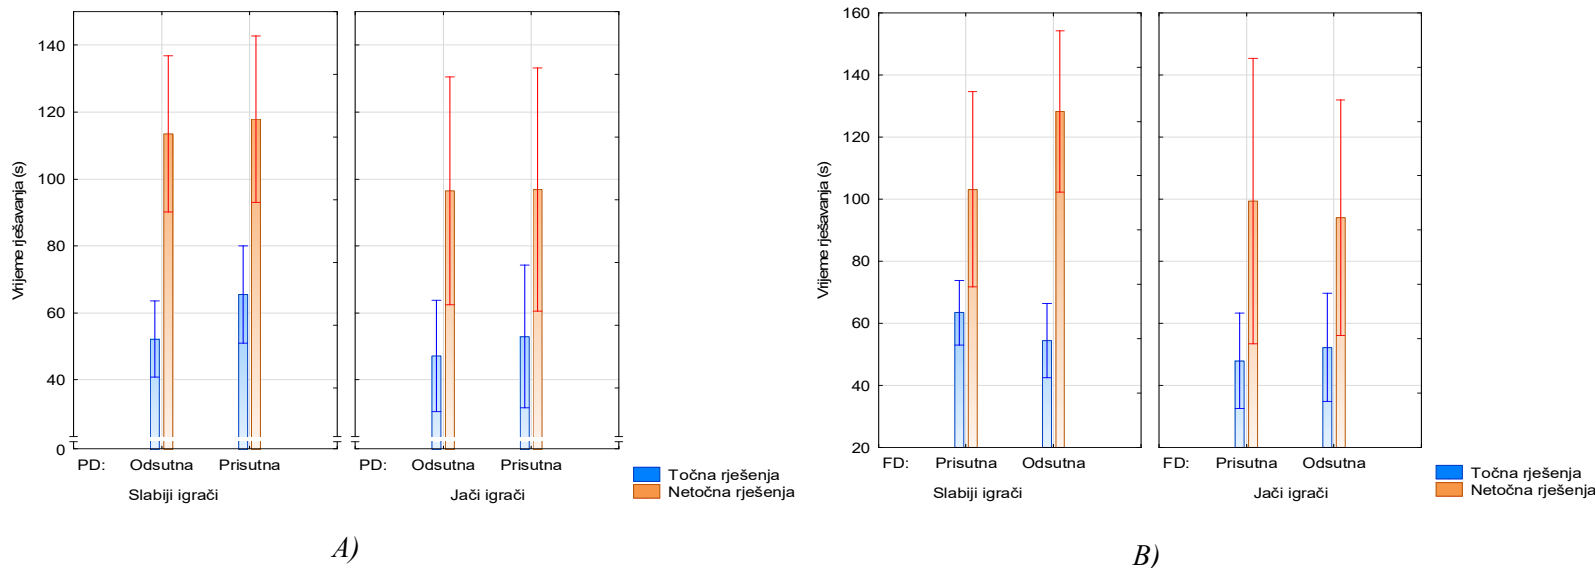 Vrijeme rješavanja (s)
140
120
100
80
60
40
0
PD: Odsutna Prisutna
Slabiji igrači
PD: Odsutna Prisutna
Jači igrači
Točna rješenja
Netočna rješenja
A)
Vrijeme rješavanja (s)
160
140
120
100
80
60
40
20
FD: Prisutna Odsutna
Slabiji igrači
FD: Prisutna Odsutna
Jači igrači
Točna rješenja
Netočna rješenja
B)